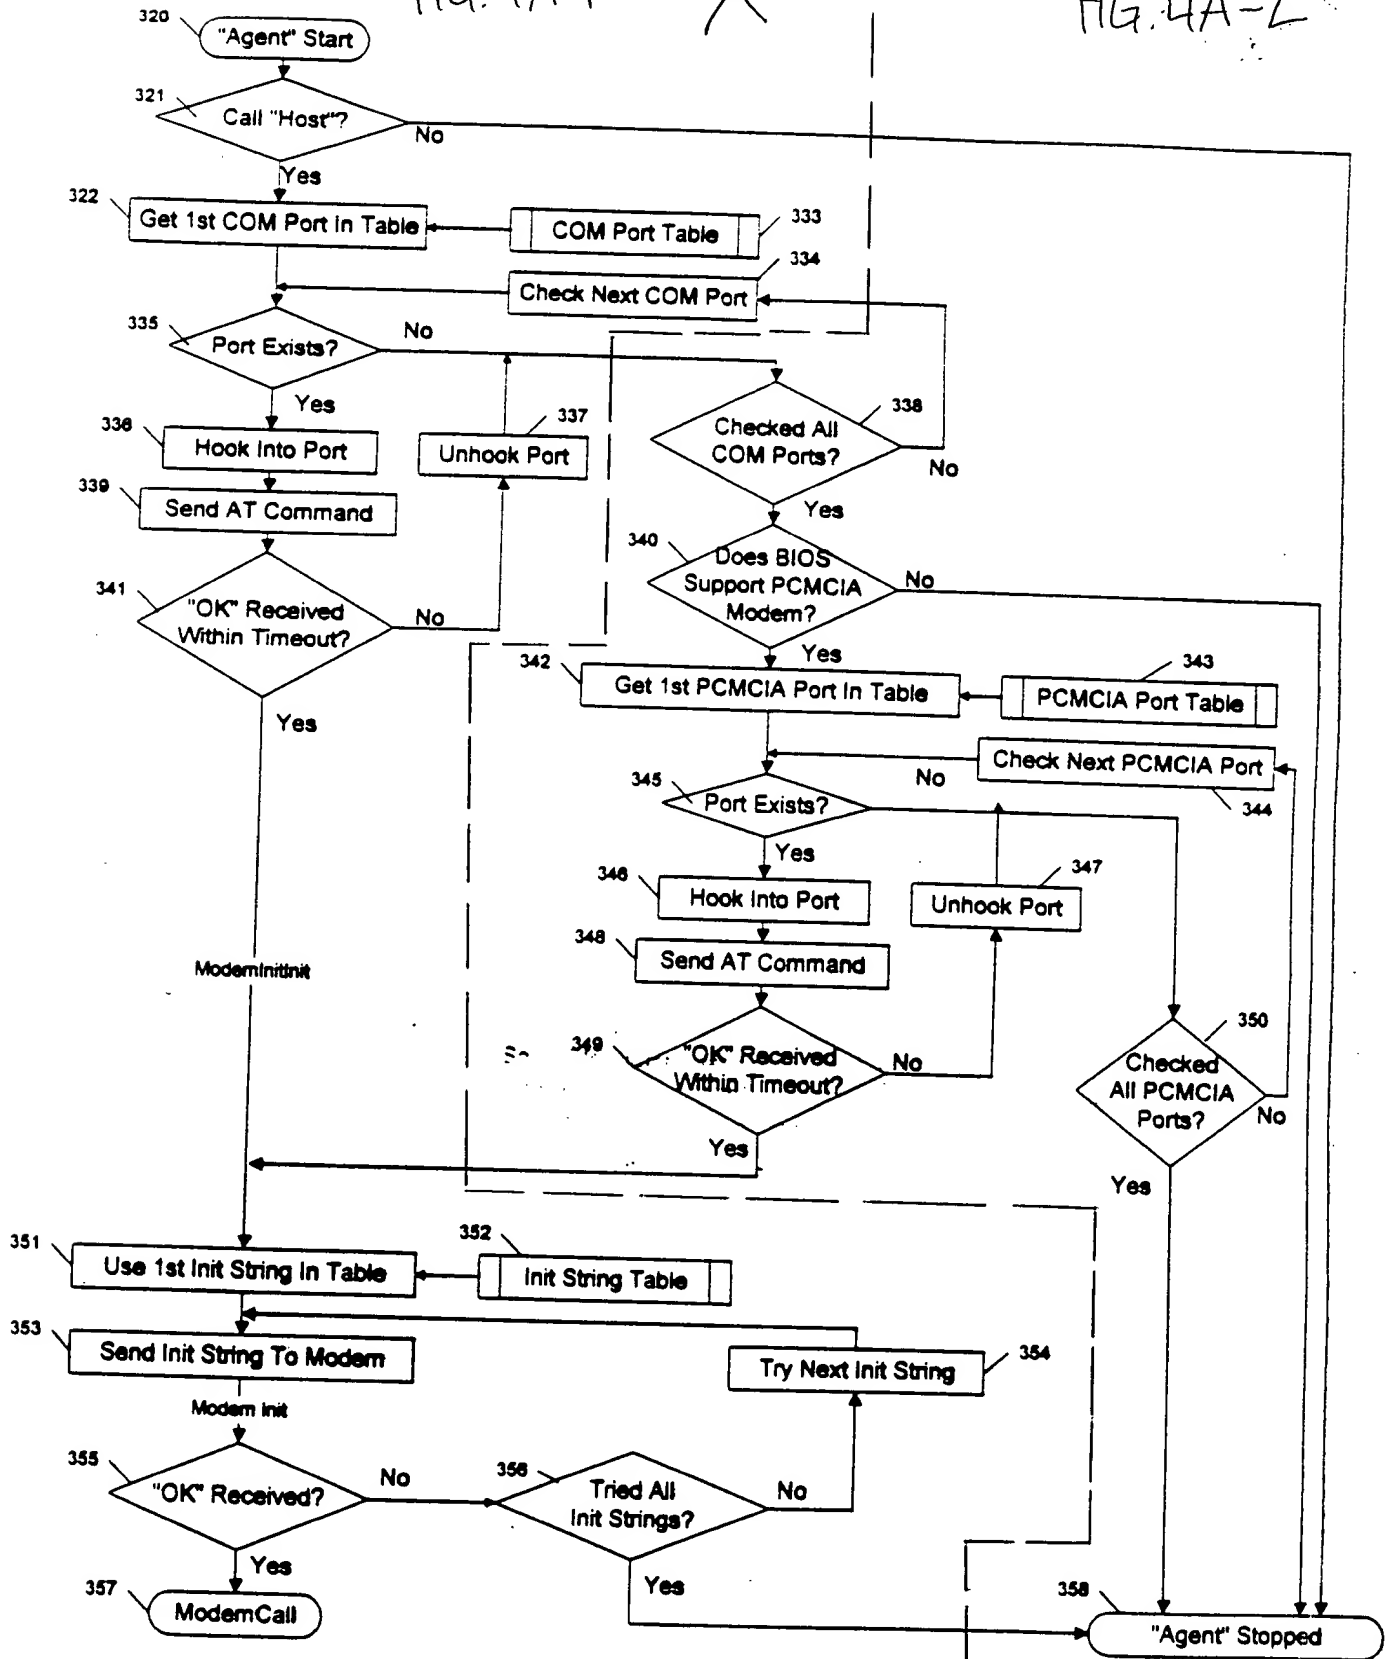 FIG. 4A-1
FIG. 4A-2
320
"Agent" Start
321
Call "Host"?
No
Yes
322
Get 1st COM Port In Table
COM Port Table
333
334
Check Next COM Port
335
Port Exists?
No
Yes
336
Hook Into Port
337
Unhook Port
338
Checked All
COM Ports?
No
Yes
339
Send AT Command
340
Does BIOS
Support PCMCIA
Modem?
No
Yes
341
"OK" Received
Within Timeout?
No
Yes
342
Get 1st PCMCIA Port In Table
343
PCMCIA Port Table
Check Next PCMCIA Port
344
345
Port Exists?
No
Yes
346
Hook Into Port
347
Unhook Port
348
Send AT Command
ModemInitInit
349
"OK" Received
Within Timeout?
No
Yes
350
Checked
All PCMCIA
Ports?
No
Yes
351
Use 1st Init String In Table
352
Init String Table
353
Send Init String To Modem
354
Try Next Init String
Modem Init
355
"OK" Received?
No
Yes
356
Tried All
Init Strings?
No
Yes
357
ModemCall
358
"Agent" Stopped